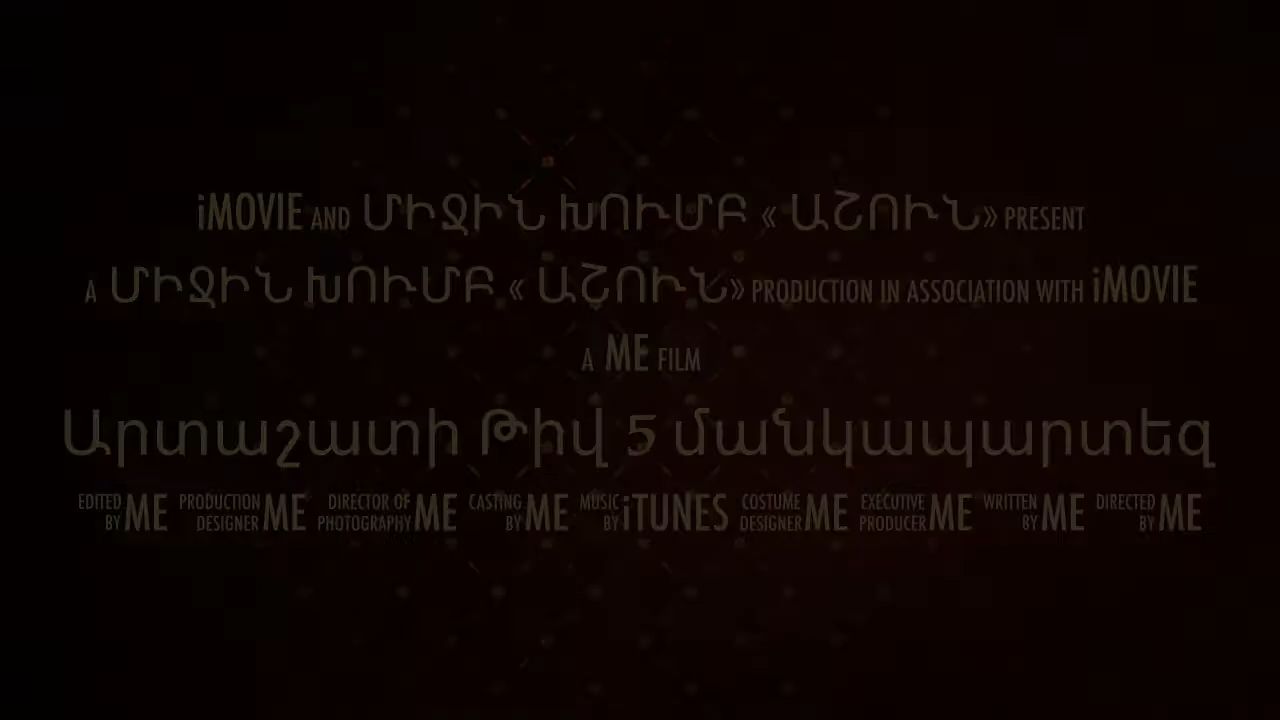 iMOVIE AND ՄԻՋԻՆ ԽՈՒՄԲ « ԱՇՈՒՆ» PRESENT
A ՄԻՋԻՆ ԽՈՒՄԲ « ԱՇՈՒՆ» PRODUCTION IN ASSOCIATION WITH iMOVIE
A ME FILM
Արտաշատի Թիվ 5 մանկապարտեզ
EDITED BY ME PRODUCTION DESIGNER ME DIRECTOR OF PHOTOGRAPHY ME CASTING BY ME MUSIC BY iTUNES COSTUME DESIGNER ME EXECUTIVE PRODUCER ME WRITTEN BY ME DIRECTED BY ME